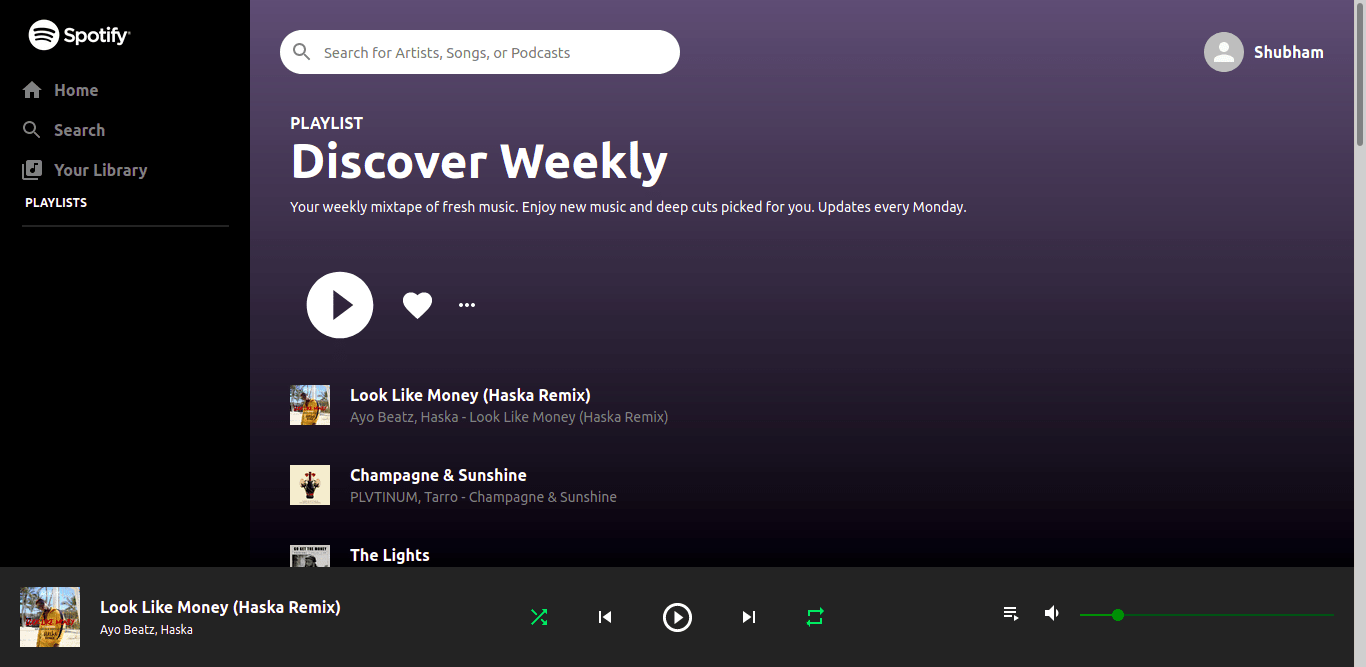 Spotify
Home
Search
Your Library
PLAYLISTS
Search for Artists, Songs, or Podcasts
Shubham
PLAYLIST
Discover Weekly
Your weekly mixtape of fresh music. Enjoy new music and deep cuts picked for you. Updates every Monday.
Look Like Money (Haska Remix)
Ayo Beatz, Haska - Look Like Money (Haska Remix)
Champagne & Sunshine
PLVTINUM, Tarro - Champagne & Sunshine
The Lights
Look Like Money (Haska Remix)
Ayo Beatz, Haska